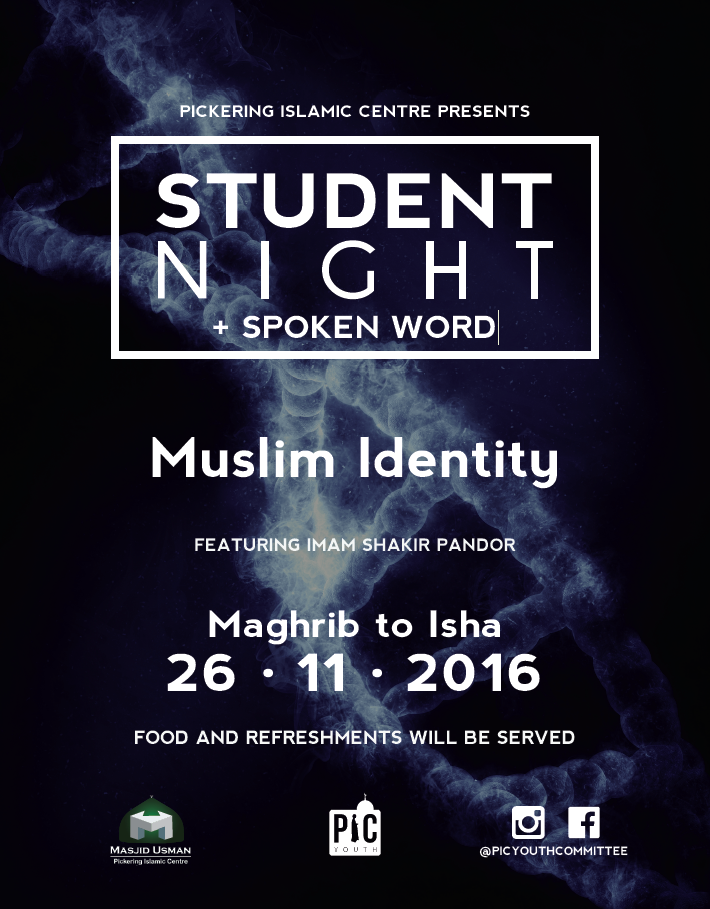 PICKERING ISLAMIC CENTRE PRESENTS
STUDENT
NIGHT
+ SPOKEN WORD
Muslim Identity
FEATURING IMAM SHAKIR PANDOR
Maghrib to Isha
26 · 11 · 2016
FOOD AND REFRESHMENTS WILL BE SERVED
MASJID USMAN
Pickering Islamic Centre
PIC
YOUTH
@PICYOUTHCOMMITTEE